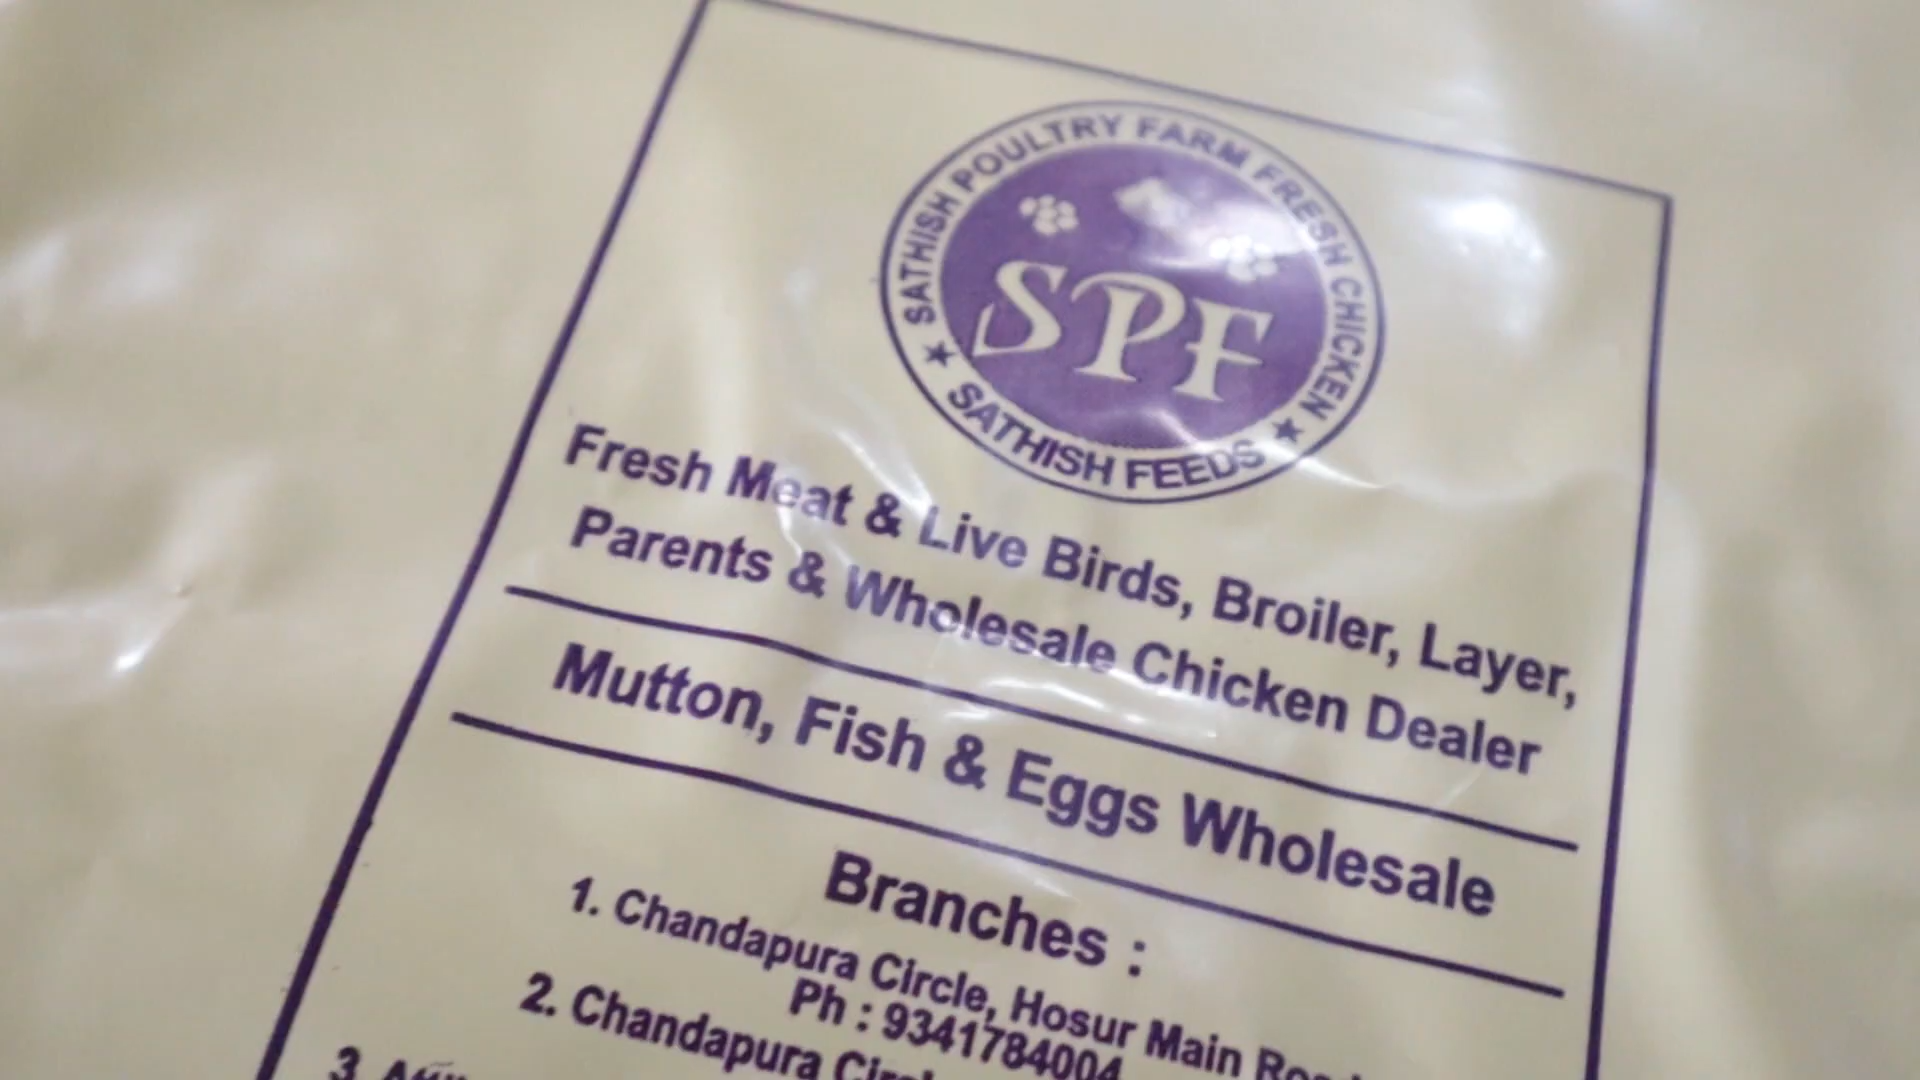 SATHISH POULTRY FARM FRESH CHICKEN
SPF
★ SATHISH FEEDS ★
Fresh Meat & Live Birds, Broiler, Layer,
Parents & Wholesale Chicken Dealer
Mutton, Fish & Eggs Wholesale
Branches :
1. Chandapura Circle, Hosur Main
Ph : 9341784004
2. Chandapura
3.